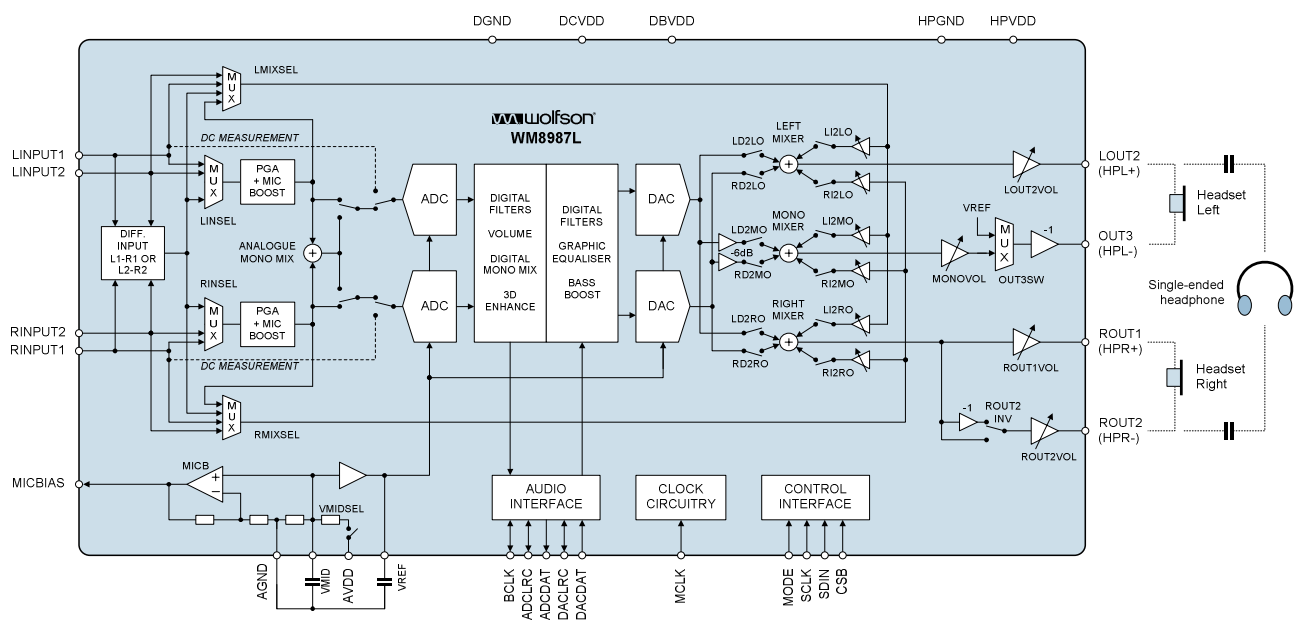 DGND
DCVDD
DBVDD
HPGND
HPVDD
LMIXSEL
MUX
wolfson
WM8987L
DC MEASUREMENT
LINPUT1
LINPUT2
MUX
PGA
+ MIC
BOOST
LINSEL
DIFF.
INPUT
L1-R1 OR
L2-R2
ANALOGUE
MONO MIX
RINSEL
MUX
PGA
+ MIC
BOOST
RINPUT2
RINPUT1
DC MEASUREMENT
MUX
RMIXSEL
ADC
ADC
DIGITAL
FILTERS
VOLUME
DIGITAL
MONO MIX
3D
ENHANCE
DIGITAL
FILTERS
GRAPHIC
EQUALISER
BASS
BOOST
DAC
DAC
LEFT
MIXER
LD2LO
LI2LO
+
RD2LO
RI2LO
MONO
MIXER
LD2MO
LI2MO
-6dB
+
RD2MO
RI2MO
RIGHT
MIXER
LD2RO
LI2RO
+
RD2RO
RI2RO
LOUT2VOL
VREF
MUX
-1
MONOVOL
OUT3SW
ROUT1VOL
-1
ROUT2
INV
ROUT2VOL
LOUT2
(HPL+)
OUT3
(HPL-)
ROUT1
(HPR+)
ROUT2
(HPR-)
Headset
Left
Single-ended
headphone
Headset
Right
MICBIAS
MICB
+
−
VMIDSEL
AUDIO
INTERFACE
CLOCK
CIRCUITRY
CONTROL
INTERFACE
AGND
VMID
AVDD
VREF
BCLK
ADCLRC
ADCDAT
DACLRC
DACDAT
MCLK
MODE
SCLK
SDIN
CSB